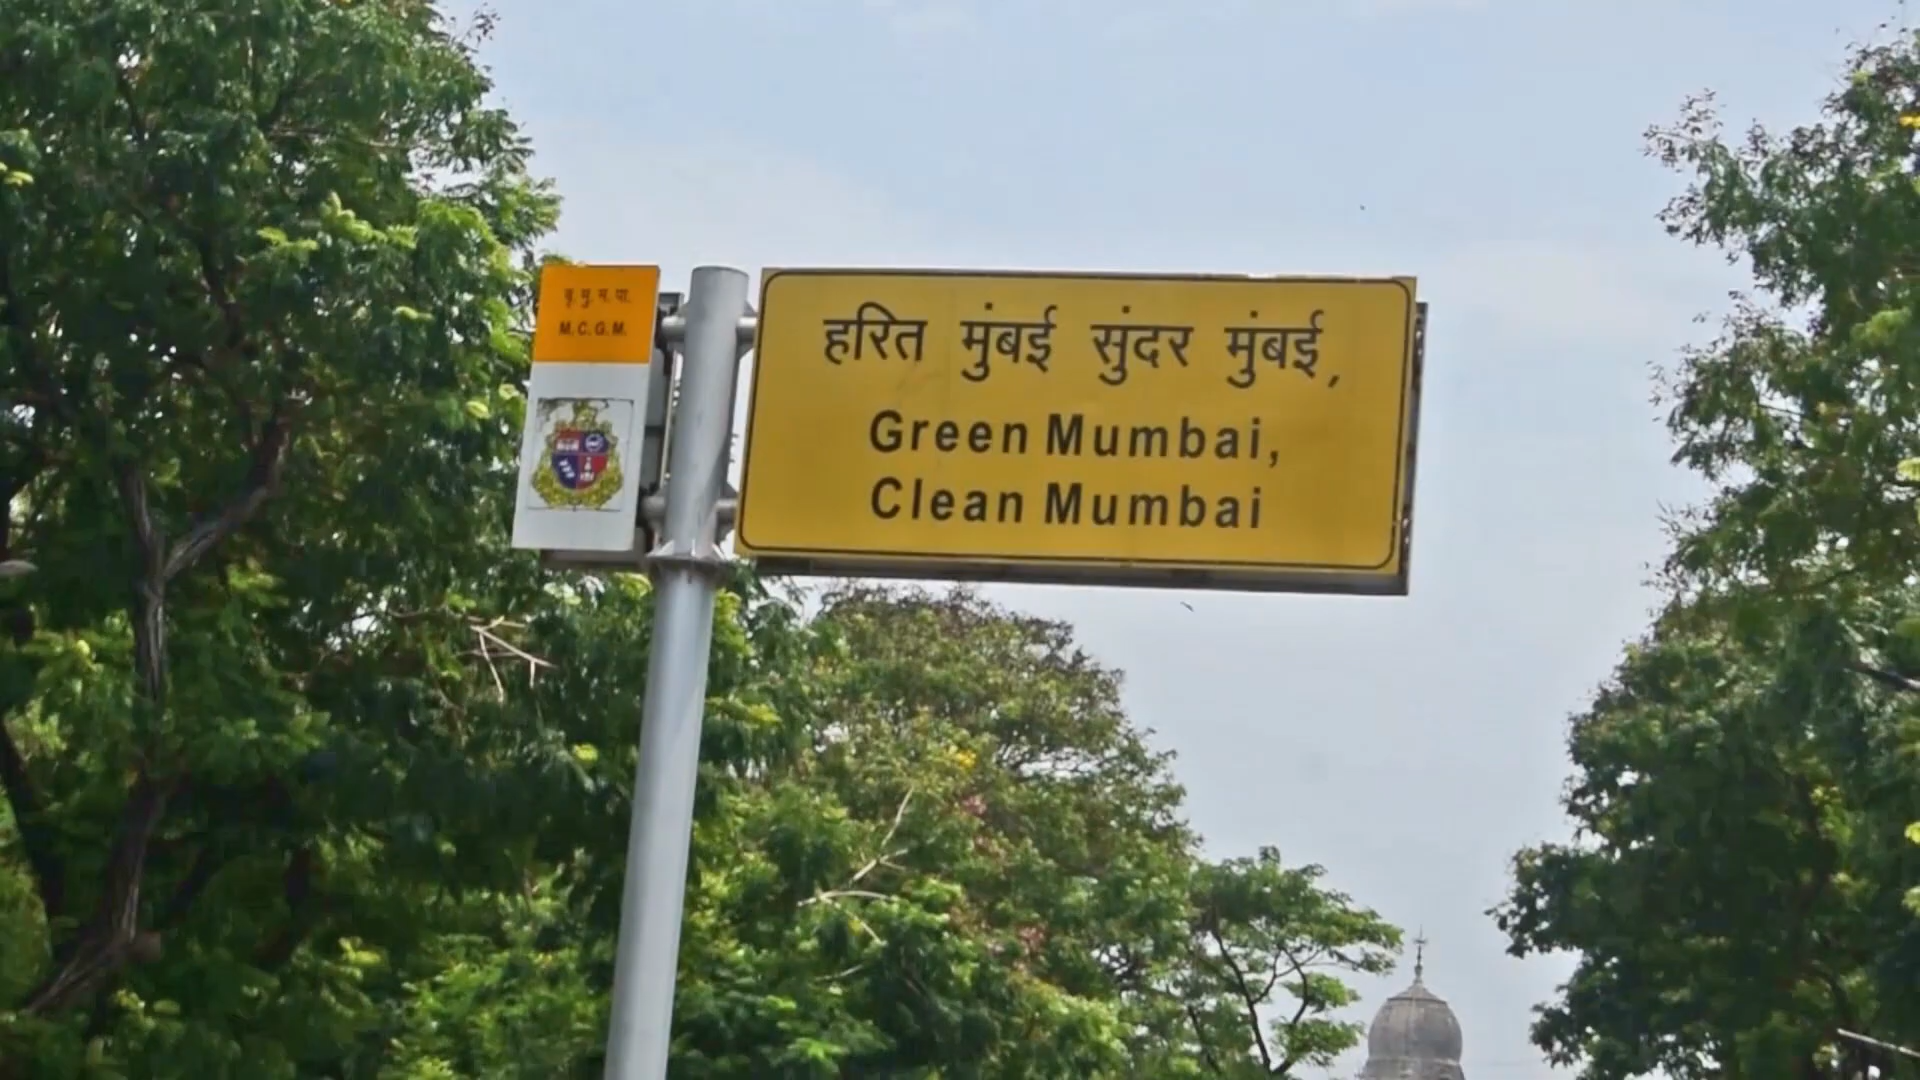 बृ.मु.म.पा.
M.C.G.M.
हरित मुंबई सुंदर मुंबई,
Green Mumbai,
Clean Mumbai